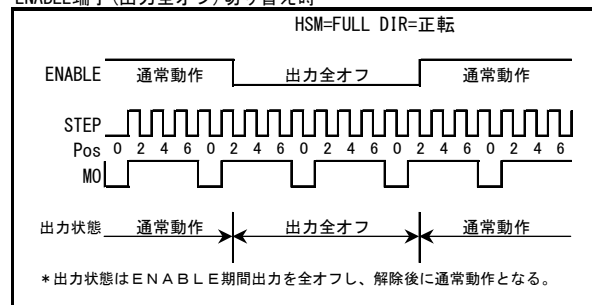 ENABLE端子(出力全オフ)切り替え時
HSM=FULL DIR=正転
ENABLE 通常動作 出力全オフ 通常動作
STEP
Pos 0 2 4 6 0 2 4 6 0 2 4 6 0 2 4 6 0 2 4 6
MO
出力状態 通常動作 出力全オフ 通常動作
*出力状態はENABLE期間出力を全オフし、解除後に通常動作となる。